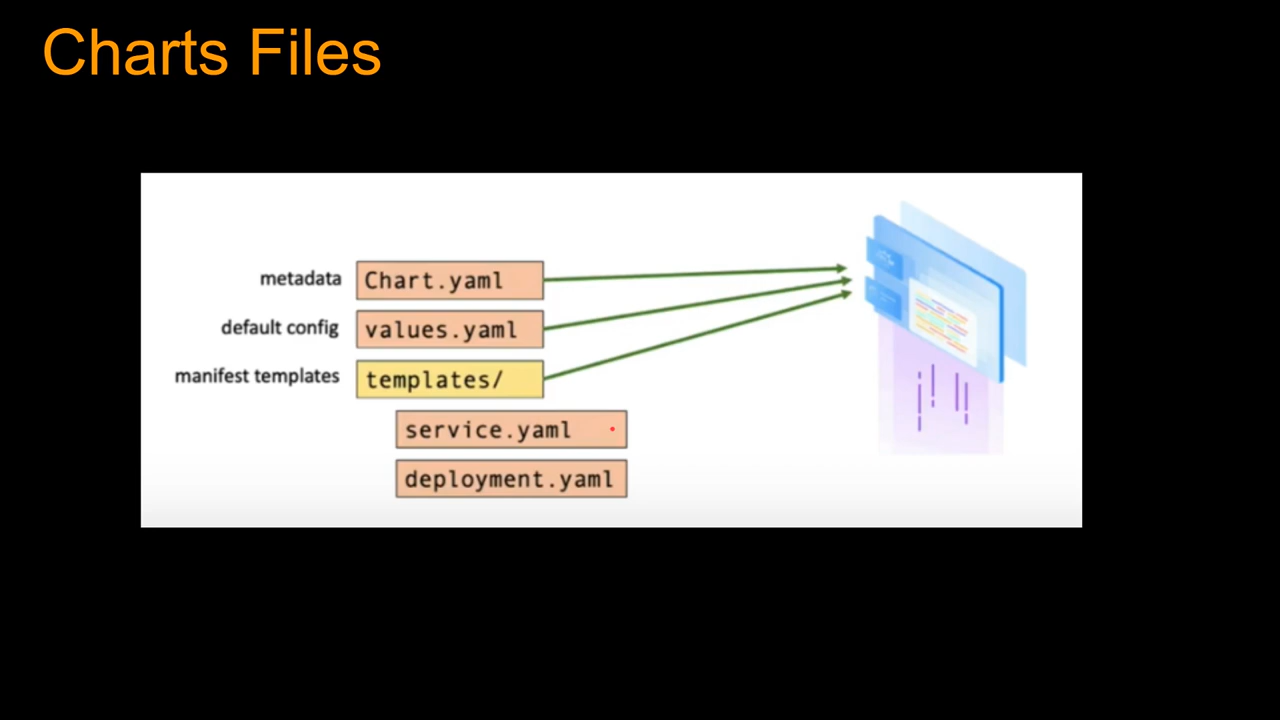 Charts Files
metadata
Chart.yaml
default config
values.yaml
manifest templates
templates/
service.yaml
deployment.yaml